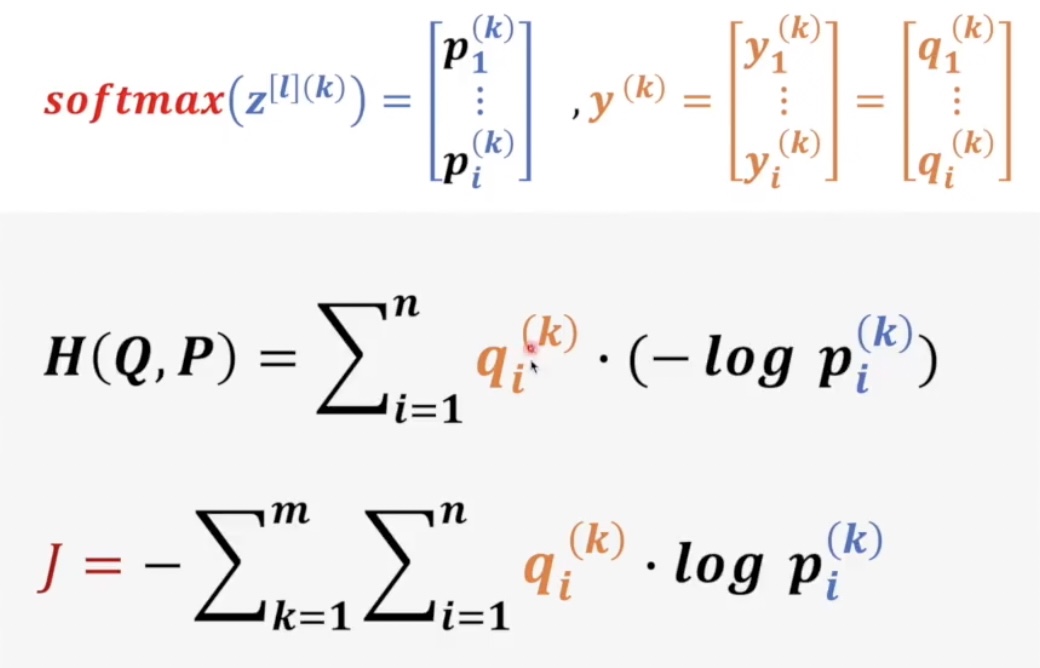 softmax(z^{[l](k)}) = [p_1^{(k)} ⋮ p_i^{(k)}] , y^{(k)} = [y_1^{(k)} ⋮ y_i^{(k)}] = [q_1^{(k)} ⋮ q_i^{(k)}]
H(Q,P) = ∑_{i=1}^{n} q_i^{(k)} · (− log p_i^{(k)})
J = − ∑_{k=1}^{m} ∑_{i=1}^{n} q_i^{(k)} · log p_i^{(k)}